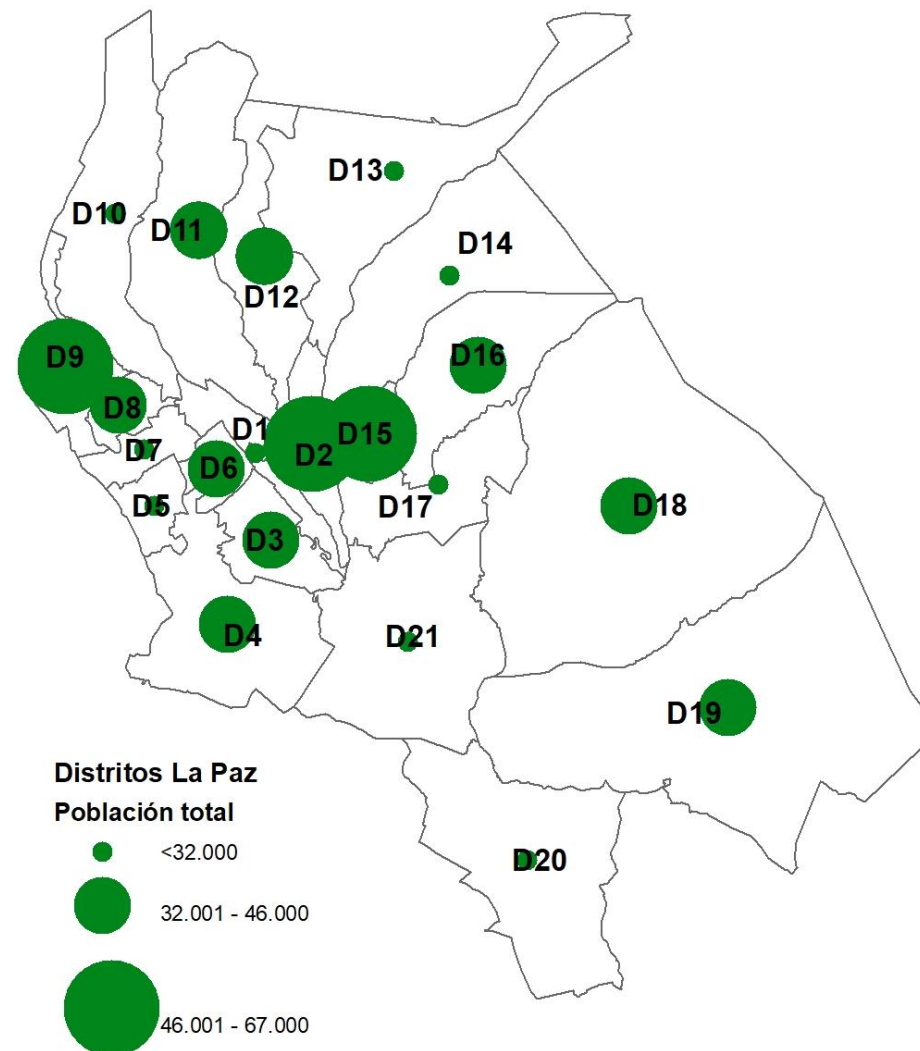 D13
D10
D11
D14
D12
D9
D16
D8
D1
D15
D2
D7
D6
D17
D5
D18
D3
D4
D21
D19
Distritos La Paz
Población total
<32.000
D20
32.001 - 46.000
46.001 - 67.000